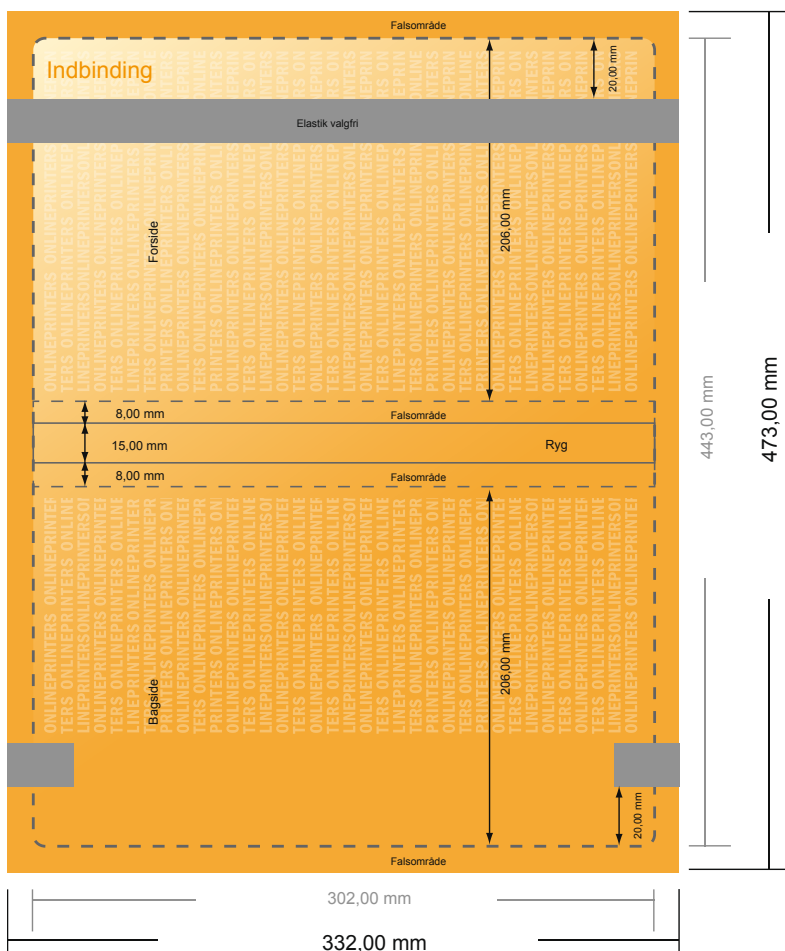 Falsområde
Indbinding
20,00 mm
Elastik valgfri
Forside
206,00 mm
8,00 mm
Falsområde
15,00 mm
Ryg
8,00 mm
Falsområde
443,00 mm
473,00 mm
Bagside
206,00 mm
20,00 mm
Falsområde
302,00 mm
332,00 mm